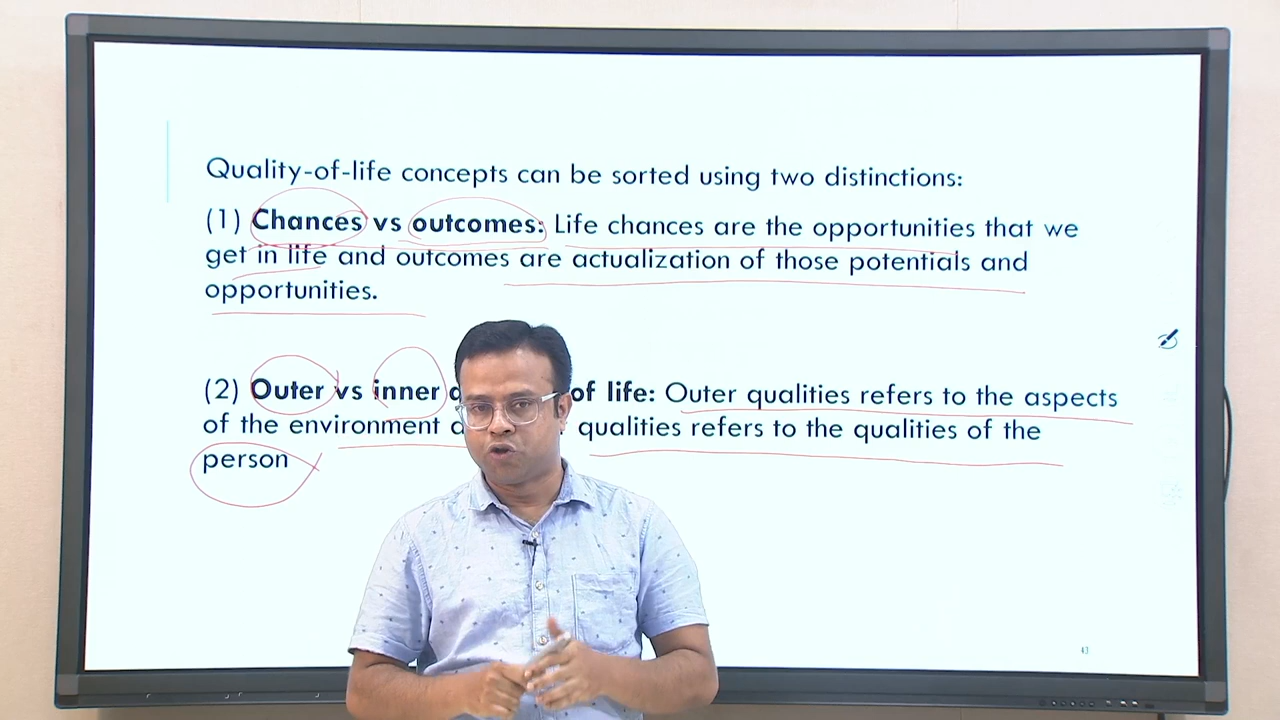 Quality-of-life concepts can be sorted using two distinctions:
(1) Chances vs outcomes: Life chances are the opportunities that we
get in life and outcomes are actualization of those potentials and
opportunities.
(2) Outer vs inner of life: Outer qualities refers to the aspects
of the environment qualities refers to the qualities of the
person
43